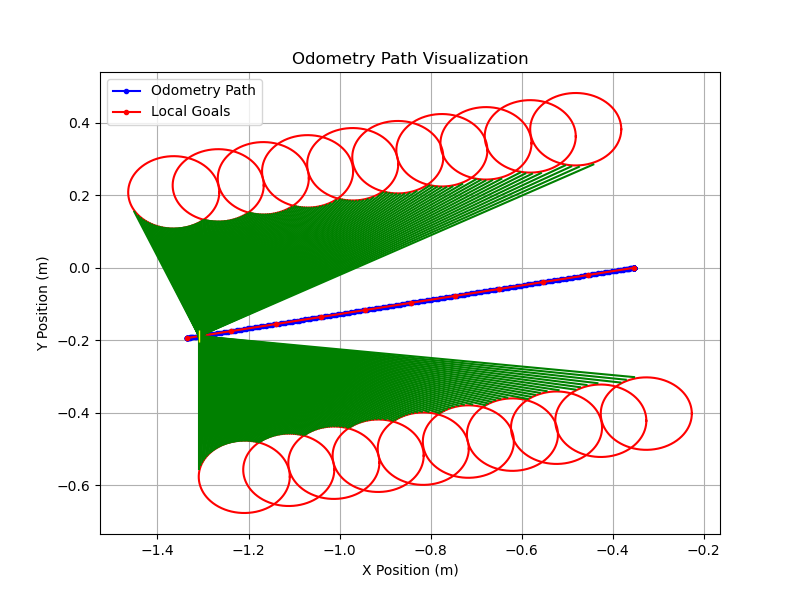 Odometry Path Visualization
Odometry Path
Local Goals
0.4
0.2
0.0
−0.2
−0.4
−0.6
Y Position (m)
−1.4 −1.2 −1.0 −0.8 −0.6 −0.4 −0.2
X Position (m)